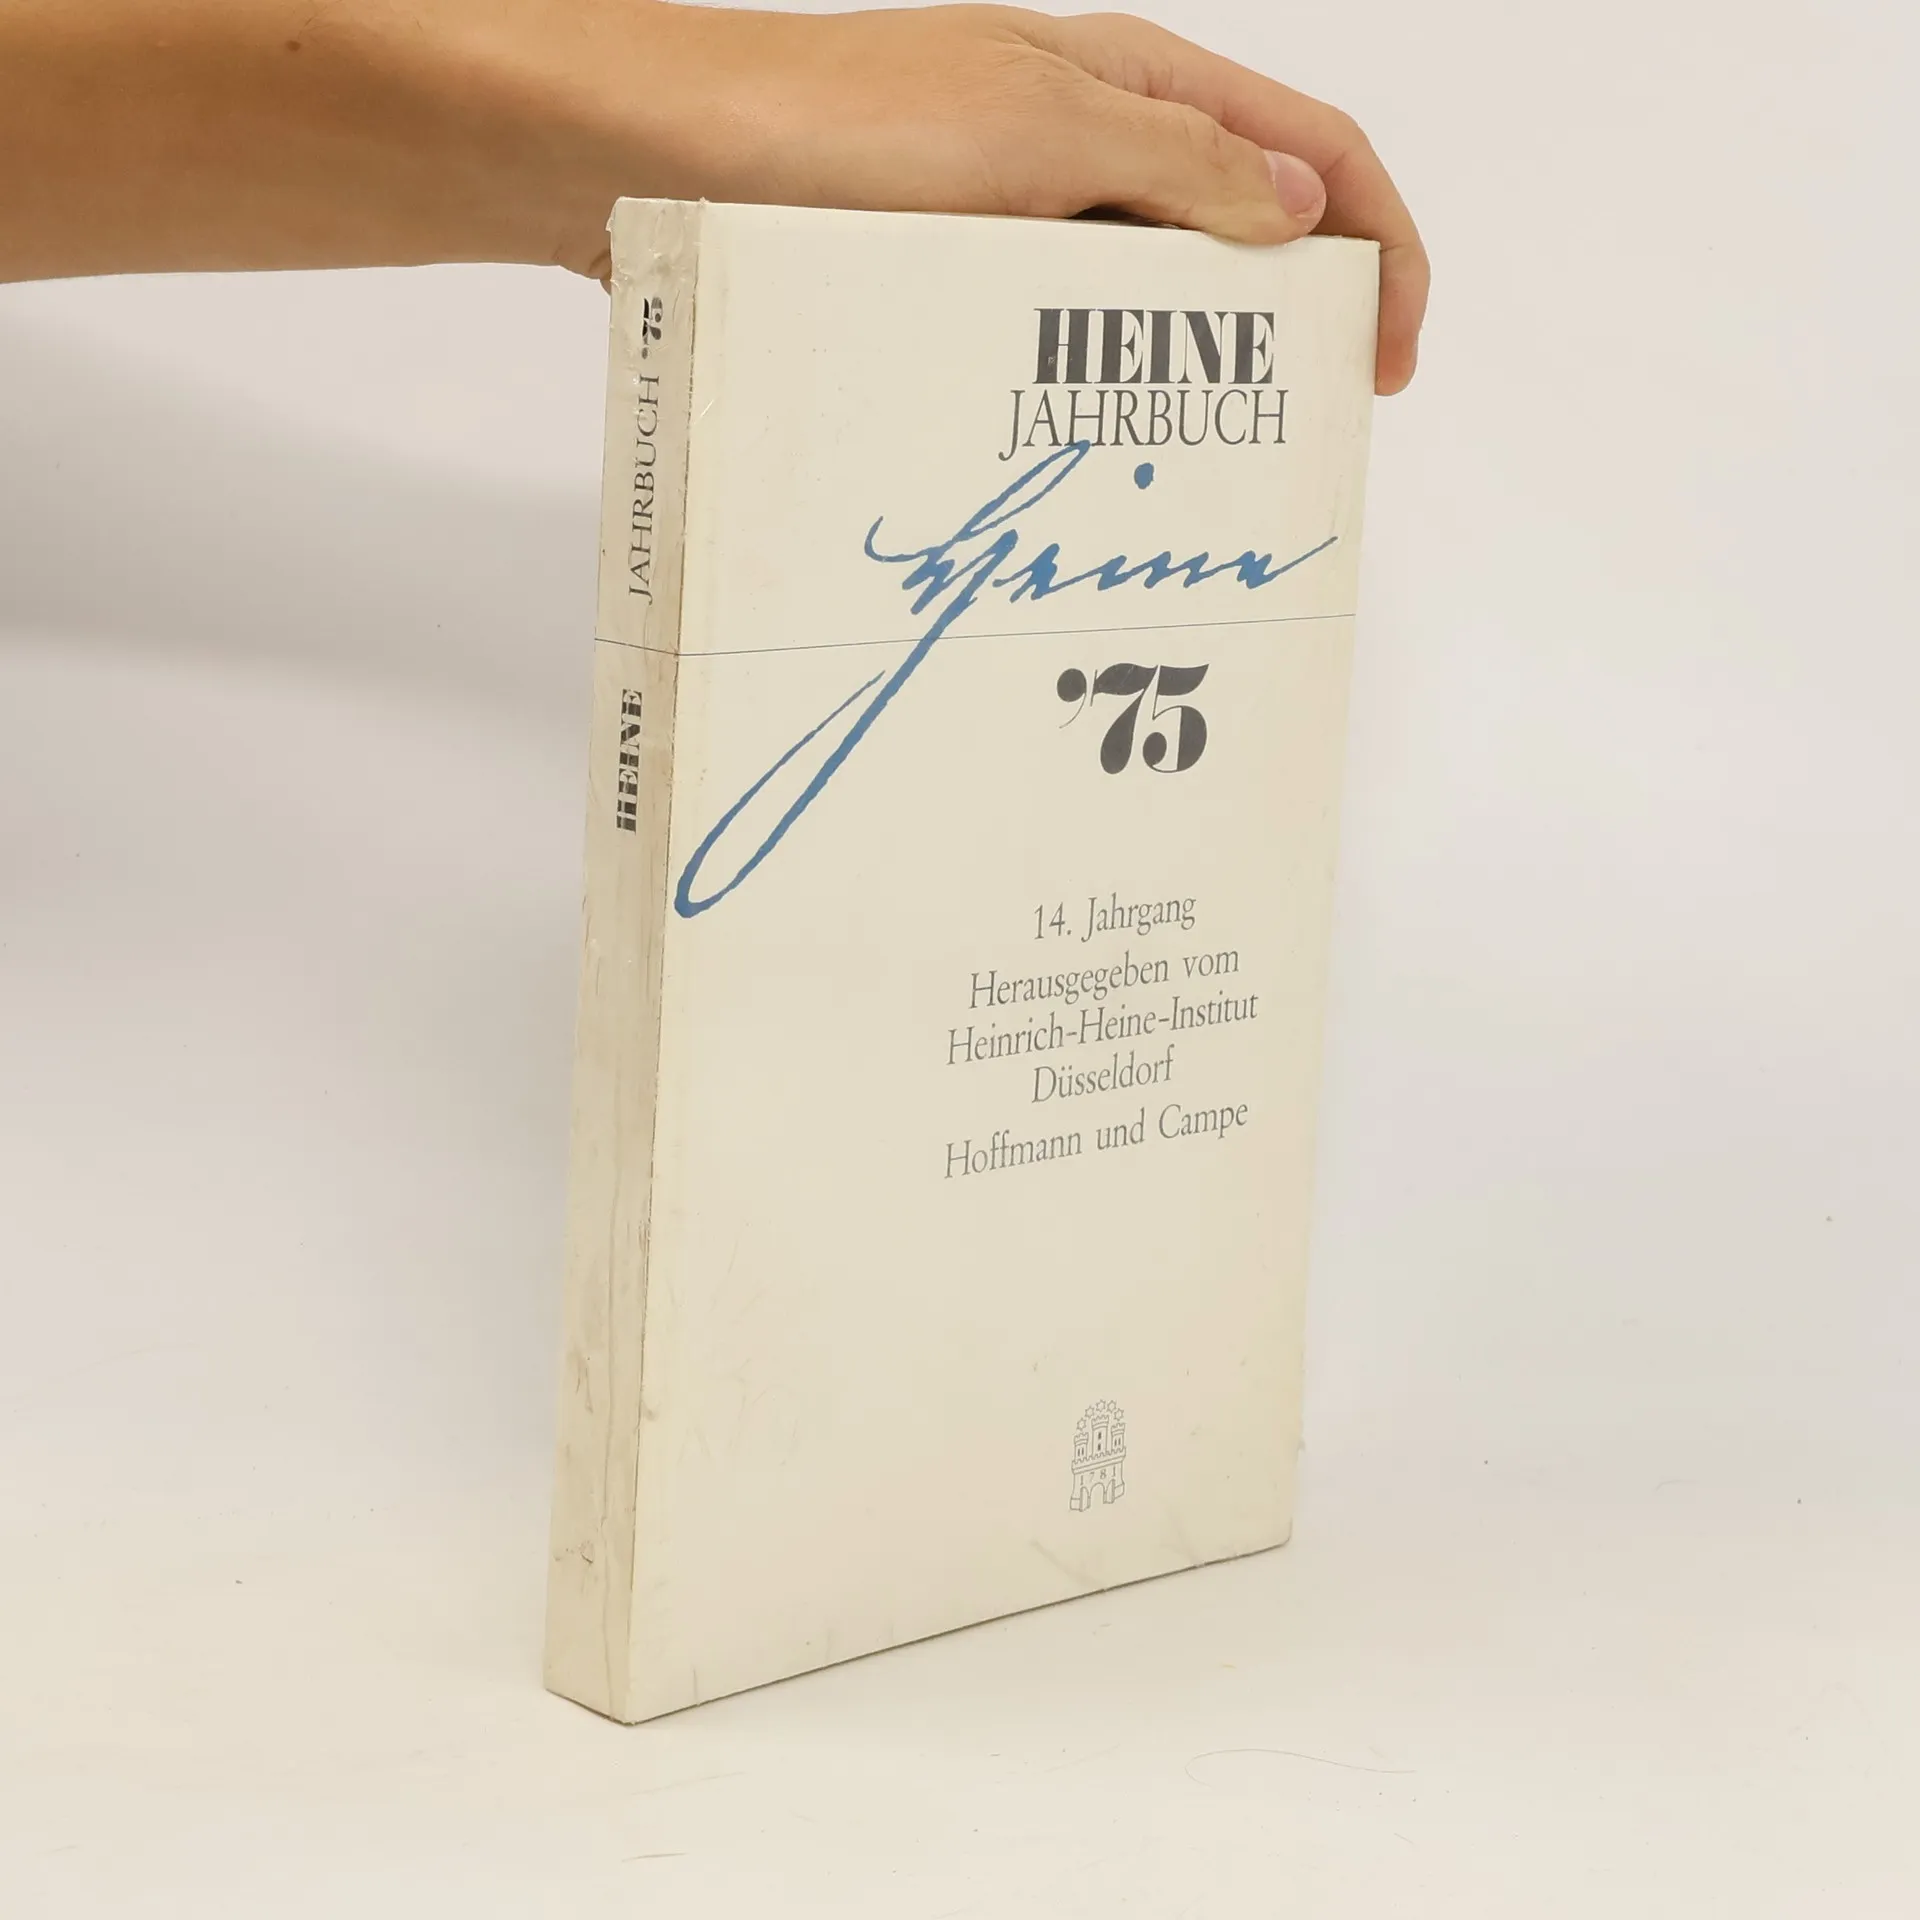 HEINE
JAHRBUCH
Heine
'75
14. Jahrgang
Herausgegeben vom
Heinrich-Heine-Institut
Düsseldorf
Hoffmann und Campe
1781
HEINE JAHRBUCH '75